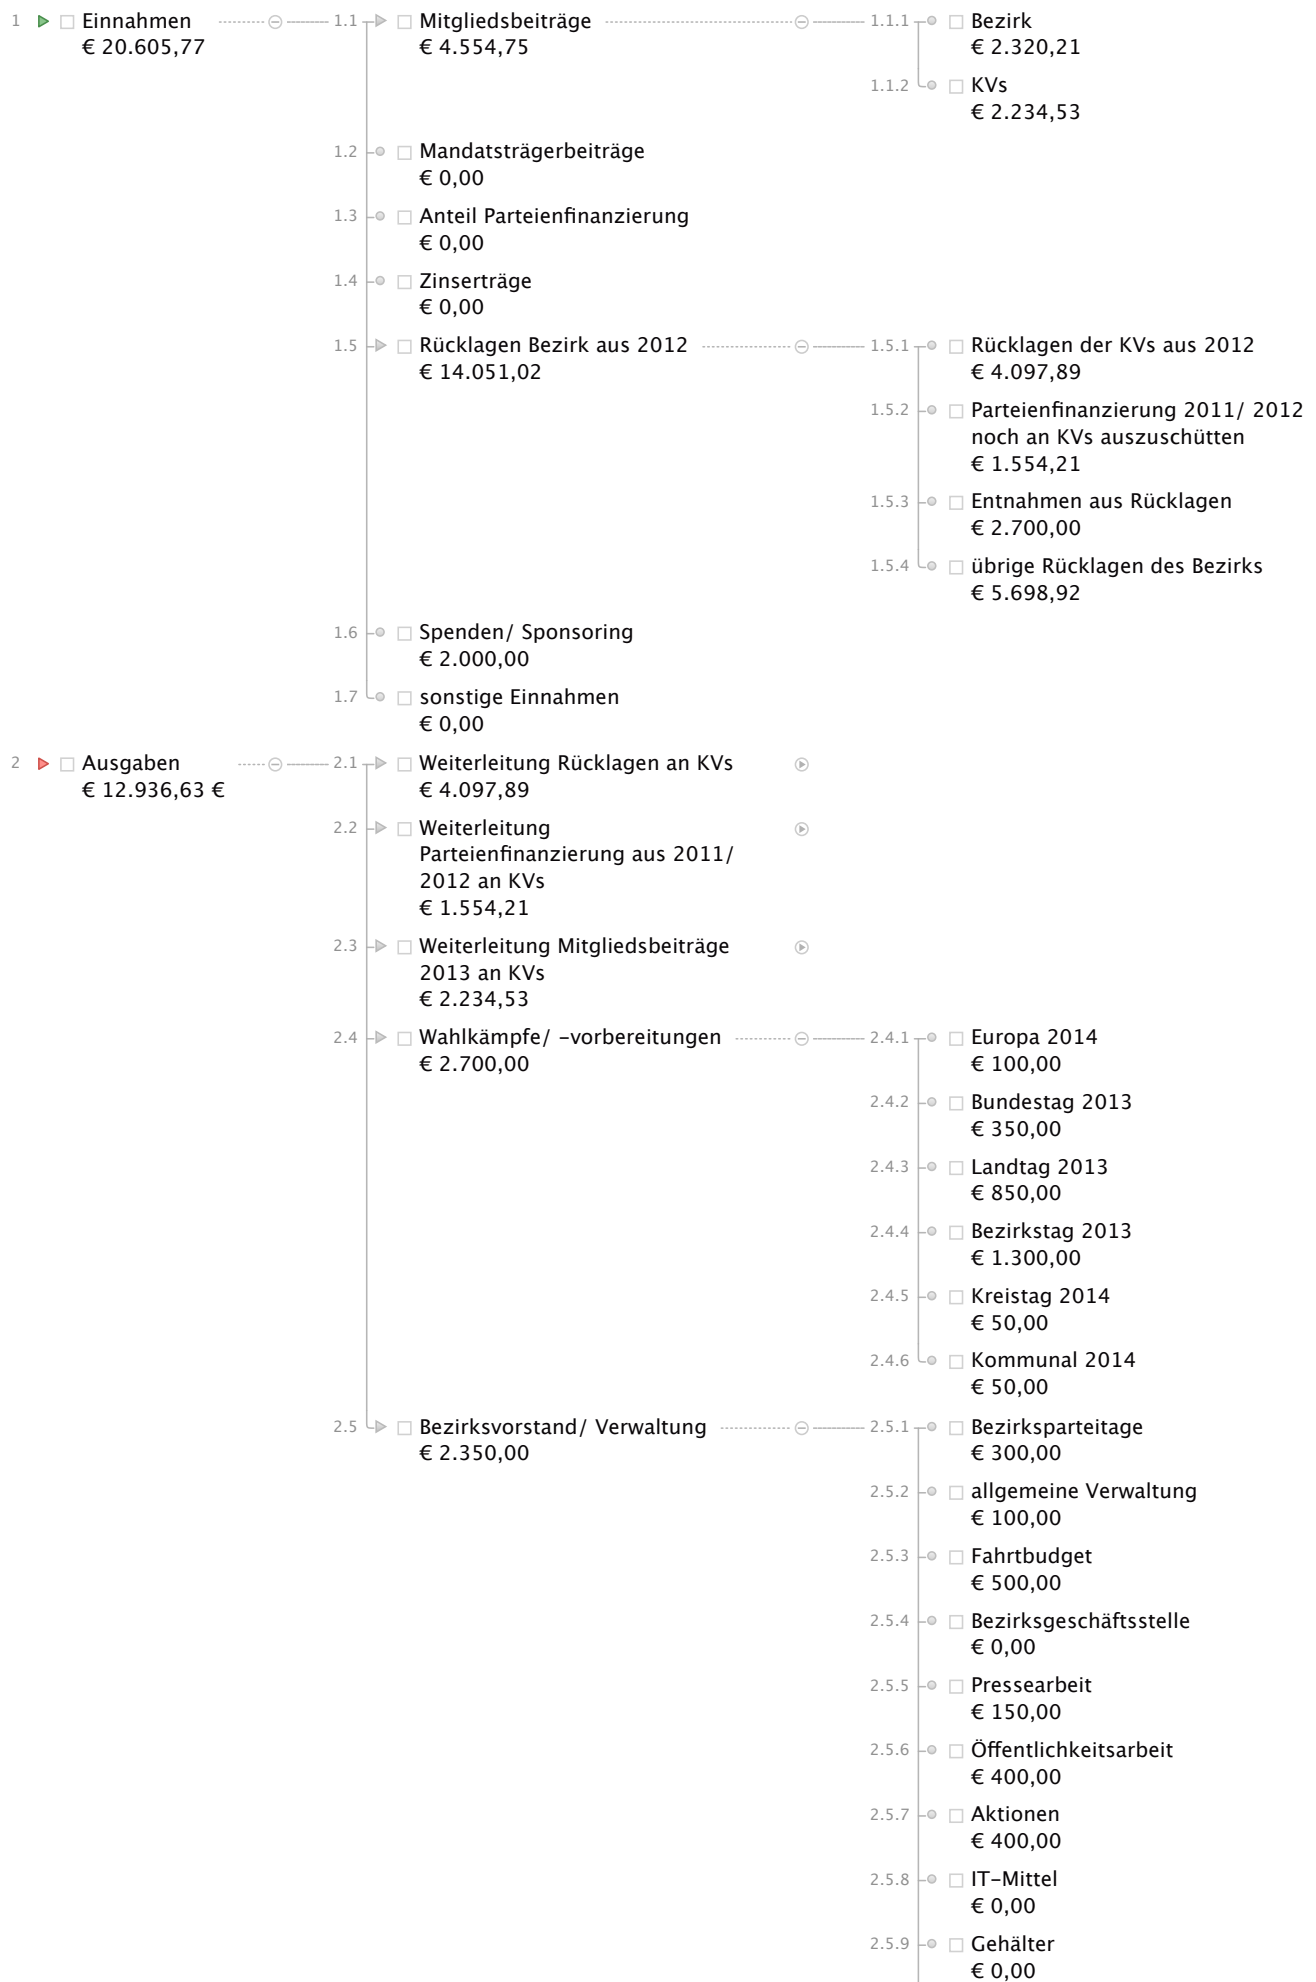 1 Einnahmen
€ 20.605,77
1.1 Mitgliedsbeiträge
€ 4.554,75
1.1.1 Bezirk
€ 2.320,21
1.1.2 KVs
€ 2.234,53
1.2 Mandatsträgerbeiträge
€ 0,00
1.3 Anteil Parteienfinanzierung
€ 0,00
1.4 Zinserträge
€ 0,00
1.5 Rücklagen Bezirk aus 2012
€ 14.051,02
1.5.1 Rücklagen der KVs aus 2012
€ 4.097,89
1.5.2 Parteienfinanzierung 2011/ 2012
noch an KVs auszuschütten
€ 1.554,21
1.5.3 Entnahmen aus Rücklagen
€ 2.700,00
1.5.4 übrige Rücklagen des Bezirks
€ 5.698,92
1.6 Spenden/ Sponsoring
€ 2.000,00
1.7 sonstige Einnahmen
€ 0,00
2 Ausgaben
€ 12.936,63 €
2.1 Weiterleitung Rücklagen an KVs
€ 4.097,89
2.2 Weiterleitung
Parteienfinanzierung aus 2011/
2012 an KVs
€ 1.554,21
2.3 Weiterleitung Mitgliedsbeiträge
2013 an KVs
€ 2.234,53
2.4 Wahlkämpfe/ -vorbereitungen
€ 2.700,00
2.4.1 Europa 2014
€ 100,00
2.4.2 Bundestag 2013
€ 350,00
2.4.3 Landtag 2013
€ 850,00
2.4.4 Bezirkstag 2013
€ 1.300,00
2.4.5 Kreistag 2014
€ 50,00
2.4.6 Kommunal 2014
€ 50,00
2.5 Bezirksvorstand/ Verwaltung
€ 2.350,00
2.5.1 Bezirksparteitage
€ 300,00
2.5.2 allgemeine Verwaltung
€ 100,00
2.5.3 Fahrtbudget
€ 500,00
2.5.4 Bezirksgeschäftsstelle
€ 0,00
2.5.5 Pressearbeit
€ 150,00
2.5.6 Öffentlichkeitsarbeit
€ 400,00
2.5.7 Aktionen
€ 400,00
2.5.8 IT-Mittel
€ 0,00
2.5.9 Gehälter
€ 0,00